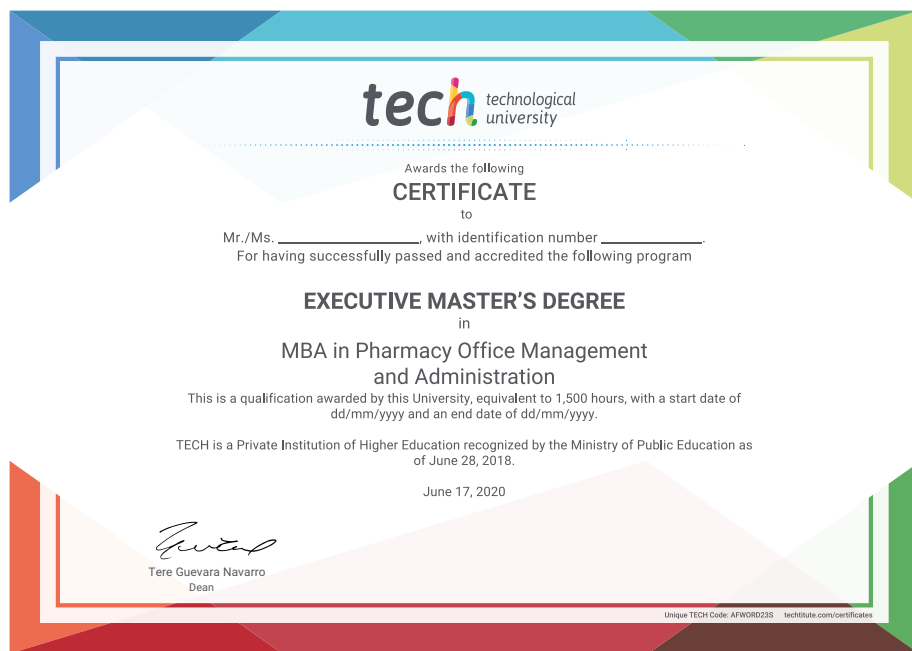 tech technological
university
Awards the following
CERTIFICATE
to
Mr./Ms. ____________________, with identification number ______________.
For having successfully passed and accredited the following program
EXECUTIVE MASTER'S DEGREE
in
MBA in Pharmacy Office Management
and Administration
This is a qualification awarded by this University, equivalent to 1,500 hours, with a start date of
dd/mm/yyyy and an end date of dd/mm/yyyy.
TECH is a Private Institution of Higher Education recognized by the Ministry of Public Education as
of June 28, 2018.
June 17, 2020
Tere Guevara Navarro
Dean
Unique TECH Code: AFWORD23S techtitute.com/certificates